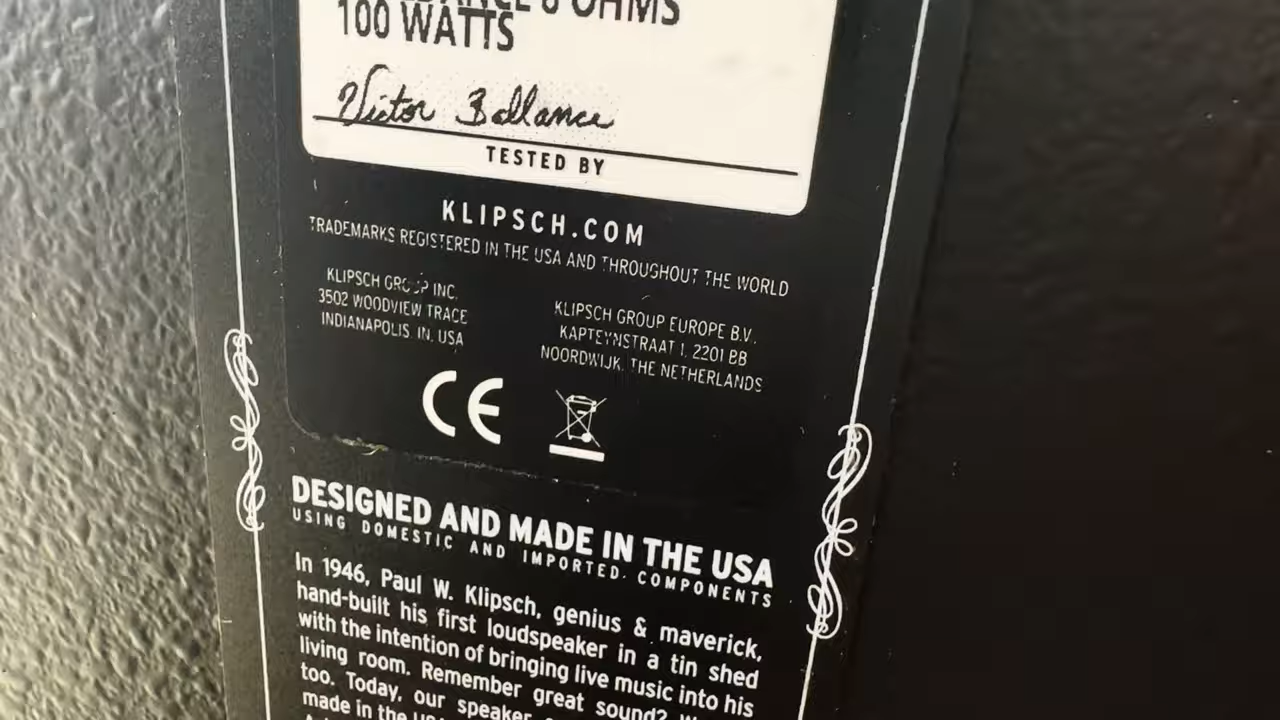 8 OHMS
100 WATTS
Victor Ballance
TESTED BY
KLIPSCH.COM
TRADEMARKS REGISTERED IN THE USA AND THROUGHOUT THE WORLD
KLIPSCH GROUP INC.
3502 WOODVIEW TRACE
INDIANAPOLIS, IN, USA
KLIPSCH GROUP EUROPE B.V.
KAPTEYNSTRAAT 1, 2201 BB
NOORDWIJK, THE NETHERLANDS
CE
DESIGNED AND MADE IN THE USA
USING DOMESTIC AND IMPORTED COMPONENTS
In 1946, Paul W. Klipsch, genius & maverick,
hand-built his first loudspeaker in a tin shed
with the intention of bringing live music into his
living room. Remember great sound?
too. Today, our speaker
made in the